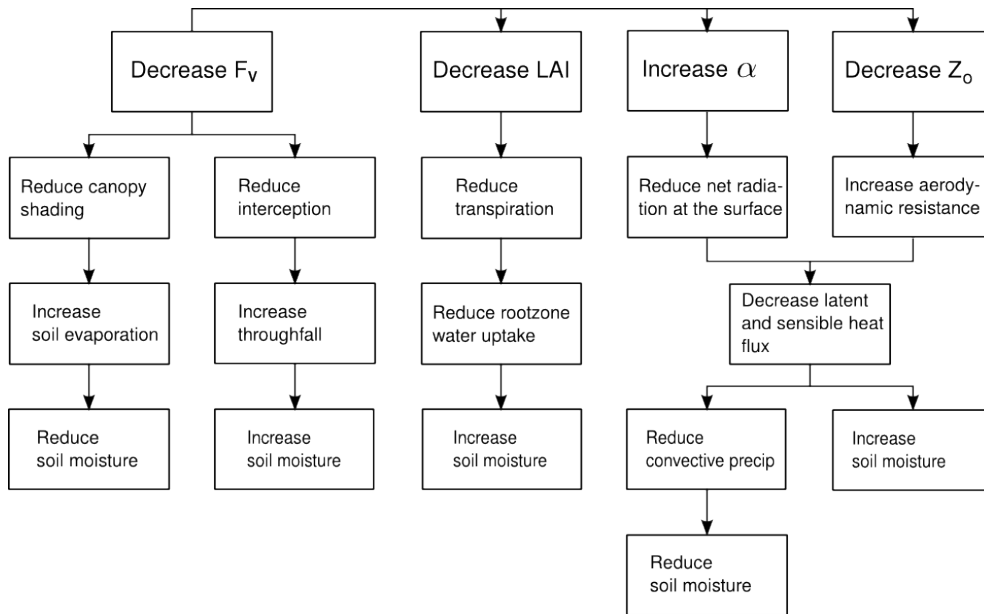 Decrease Fv
Decrease LAI
Increase α
Decrease Zo
Reduce canopy
shading
Reduce
interception
Reduce
transpiration
Reduce net radia-
tion at the surface
Increase aerody-
namic resistance
Increase
soil evaporation
Increase
throughfall
Reduce rootzone
water uptake
Decrease latent
and sensible heat
flux
Reduce
soil moisture
Increase
soil moisture
Increase
soil moisture
Reduce
convective precip
Increase
soil moisture
Reduce
soil moisture